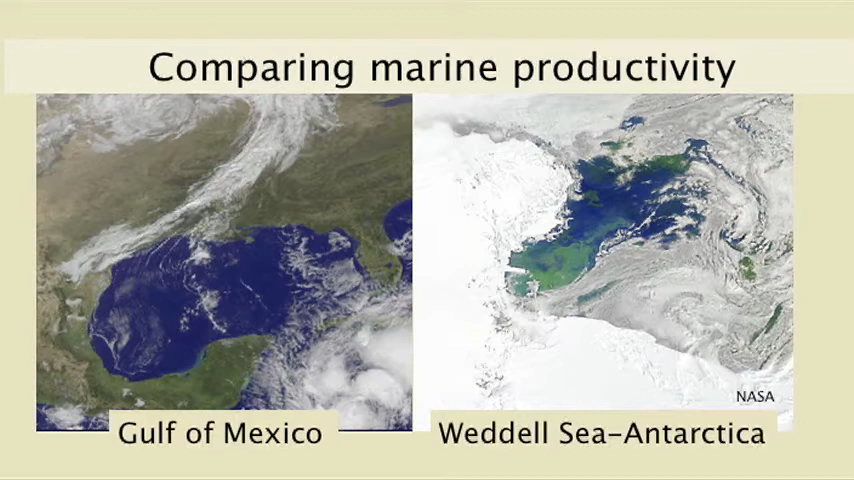 Comparing marine productivity
NASA
Gulf of Mexico
Weddell Sea-Antarctica